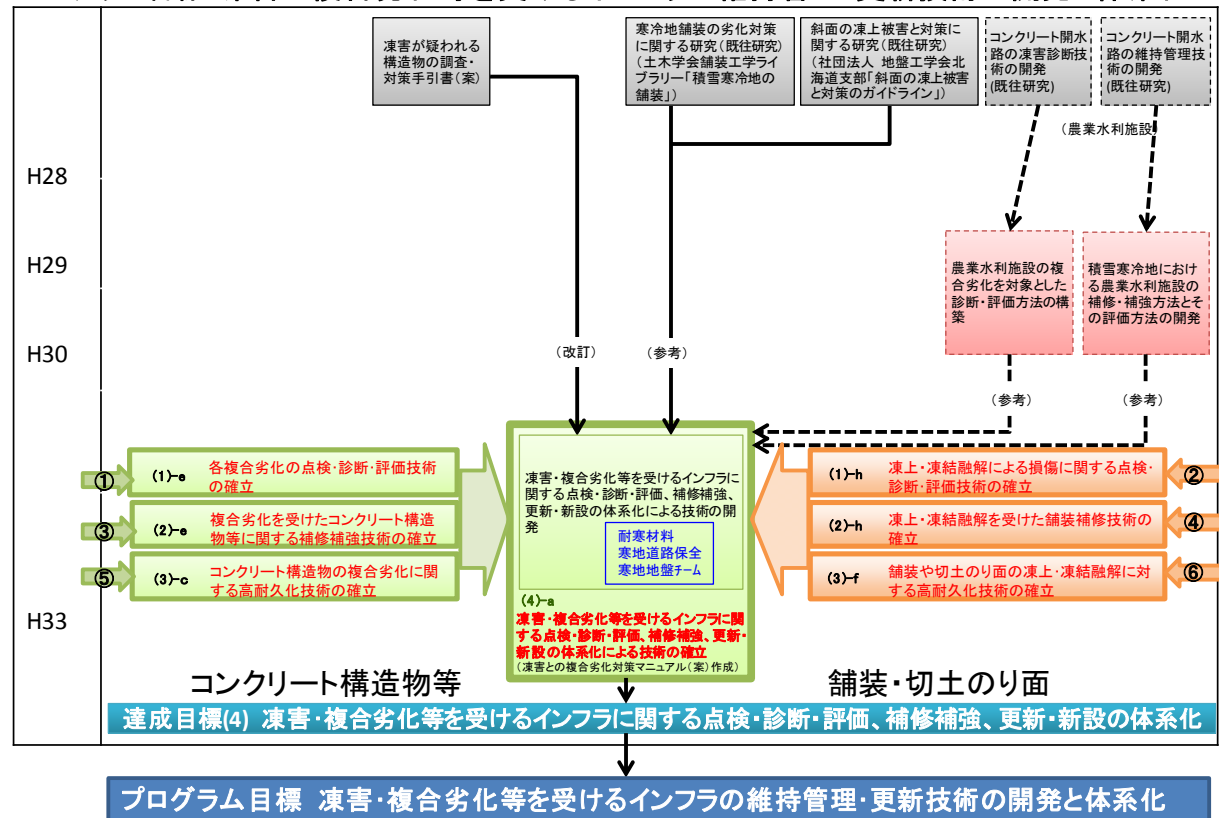 凍害が疑われる
構造物の調査・
対策手引書（案）
寒冷地舗装の劣化対策
に関する研究（既往研究）
（土木学会舗装工学ライ
ブラリー「積雪寒冷地の
舗装」）
斜面の凍上被害と対策に
関する研究（既往研究）
（社団法人 地盤工学会北
海道支部「斜面の凍上被害
と対策のガイドライン」）
コンクリート開水
路の凍害診断技
術の開発
(既往研究)
コンクリート開水
路の維持管理技
術の開発
(既往研究)
（農業水利施設）
H28
H29
H30
H33
農業水利施設の複
合劣化を対象とした
診断・評価方法の構
築
積雪寒冷地におけ
る農業水利施設の
補修・補強方法とそ
の評価方法の開発
（改訂）
（参考）
（参考）
（参考）
①
(1)-e 各複合劣化の点検・診断・評価技術
の確立
③
(2)-e 複合劣化を受けたコンクリート構造
物等に関する補修補強技術の確立
⑤
(3)-c コンクリート構造物の複合劣化に関
する高耐久化技術の確立
凍害・複合劣化等を受けるインフラに
関する点検・診断・評価、補修補強、
更新・新設の体系化による技術の開
発
耐寒材料
寒地道路保全
寒地地盤チーム
(4)-a
凍害・複合劣化等を受けるインフラに関
する点検・診断・評価、補修補強、更新・
新設の体系化による技術の確立
（凍害との複合劣化対策マニュアル（案）作成）
(1)-h 凍上・凍結融解による損傷に関する点検・
診断・評価技術の確立
②
(2)-h 凍上・凍結融解を受けた舗装補修技術の
確立
④
(3)-f 舗装や切土のり面の凍上・凍結融解に対
する高耐久化技術の確立
⑥
コンクリート構造物等
舗装・切土のり面
達成目標(4) 凍害・複合劣化等を受けるインフラに関する点検・診断・評価、補修補強、更新・新設の体系化
プログラム目標 凍害・複合劣化等を受けるインフラの維持管理・更新技術の開発と体系化